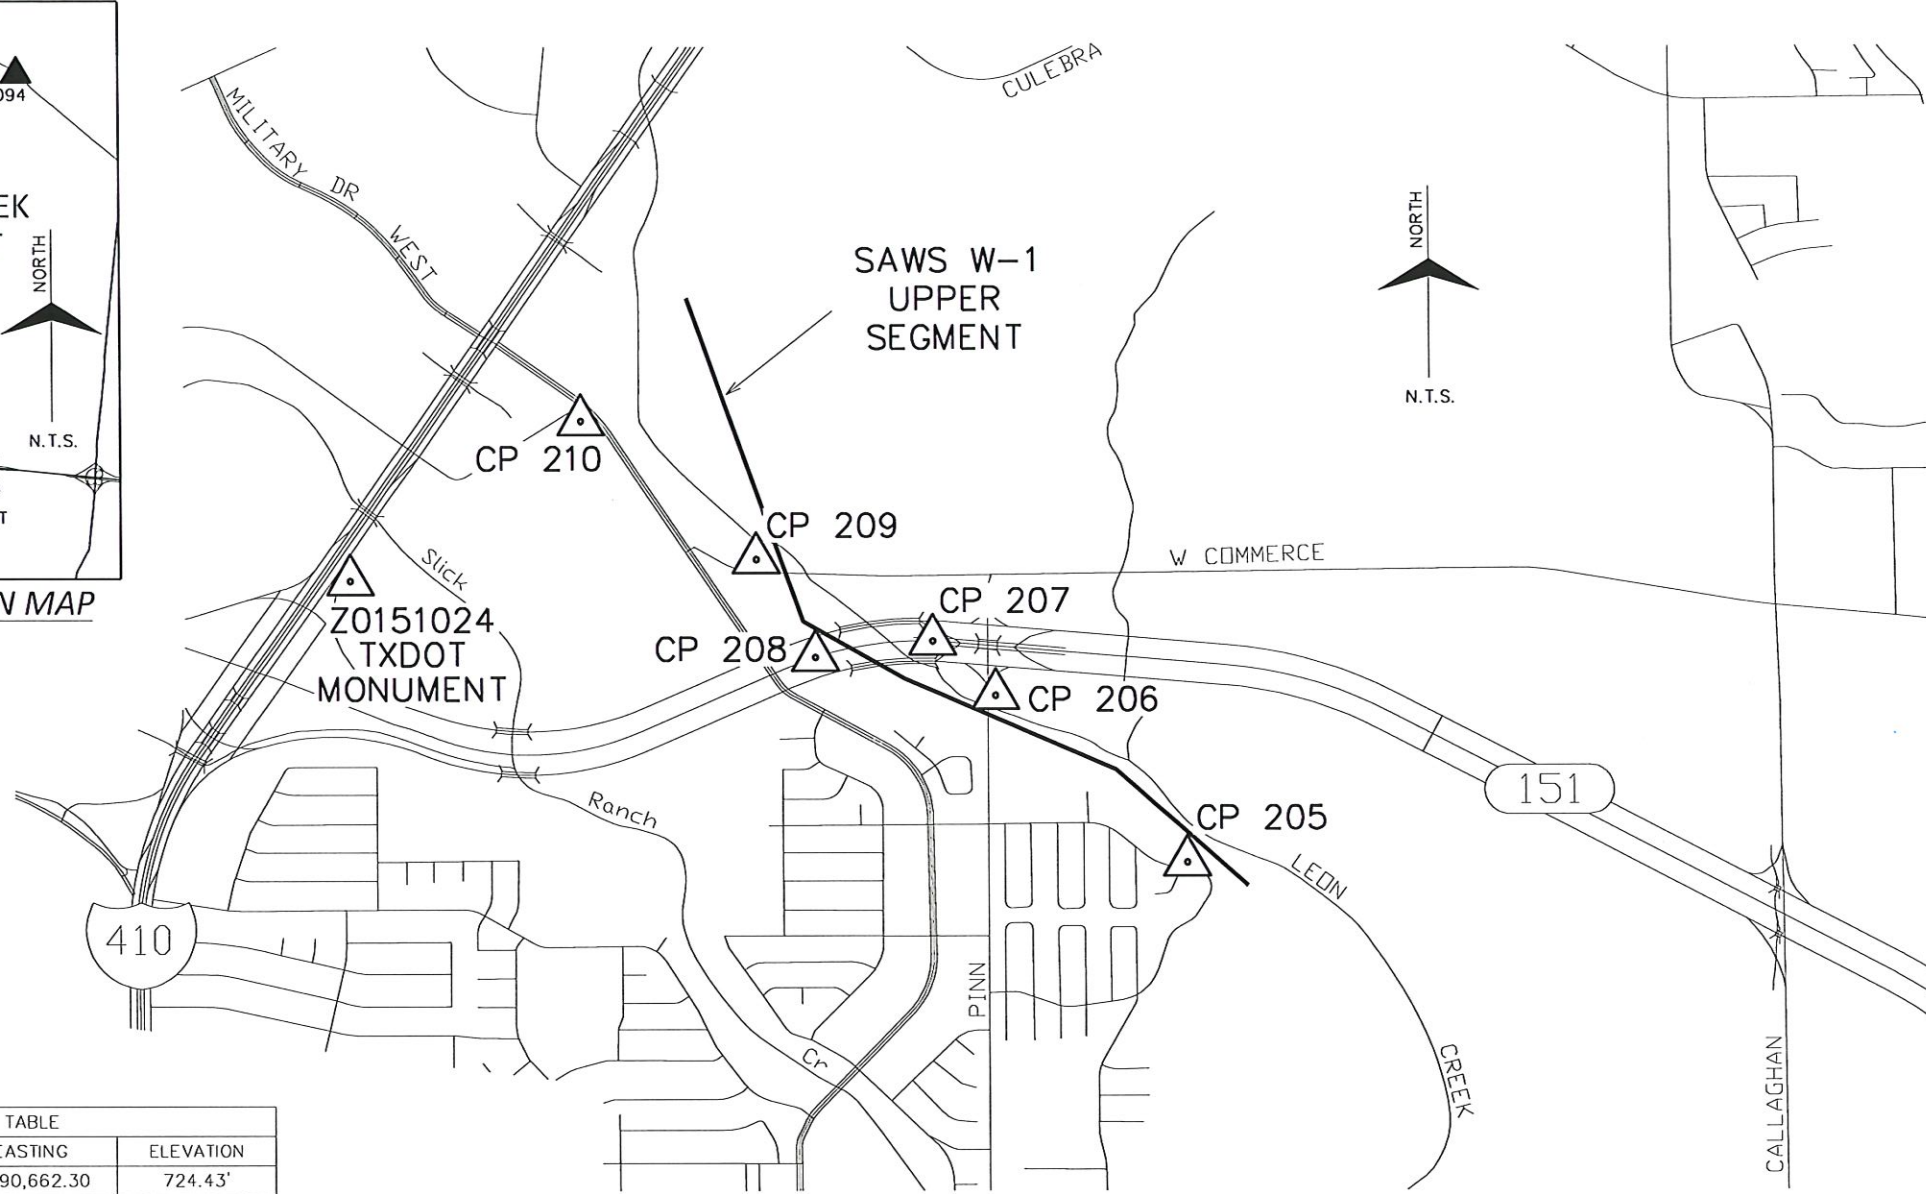 094
EK
NORTH
N.T.S.
T
N MAP
MILITARY DR WEST
CULEBRA
SAWS W-1
UPPER
SEGMENT
NORTH
N.T.S.
CP 210
CP 209
W COMMERCE
Slick
Ranch
Cr
Z0151024
TXDOT
MONUMENT
CP 207
CP 208
CP 206
151
CP 205
LEON
CREEK
410
PINN
CALLAGHAN
TABLE
EASTING ELEVATION
90,662.30 724.43'